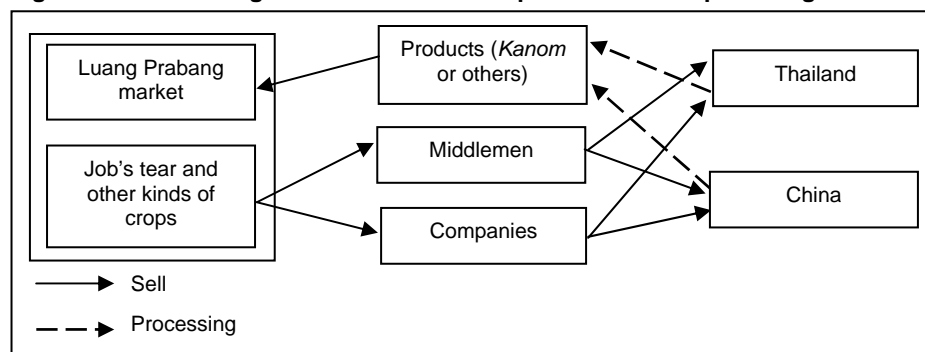 Luang Prabang
market
Job's tear and
other kinds of
crops
Products (Kanom
or others)
Middlemen
Companies
Thailand
China
Sell
Processing